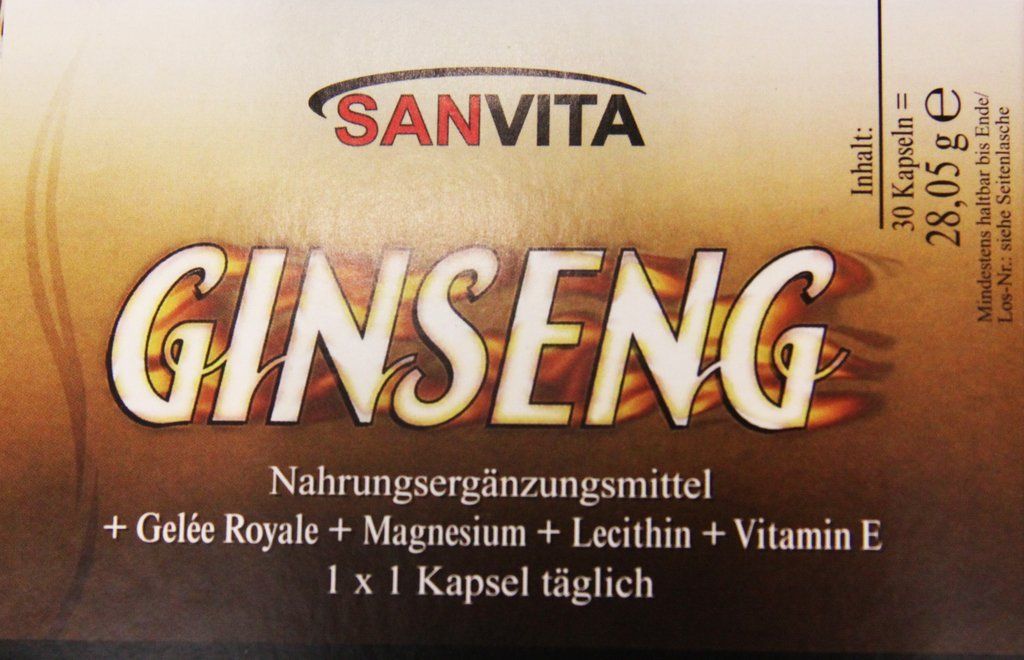 SANVITA
GINSENG
Nahrungsergänzungsmittel
+ Gelée Royale + Magnesium + Lecithin + Vitamin E
1 x 1 Kapsel täglich
Inhalt:
30 Kapseln =
28,05 g e
Mindestens haltbar bis Ende/
Los-Nr.: siehe Seitenlasche